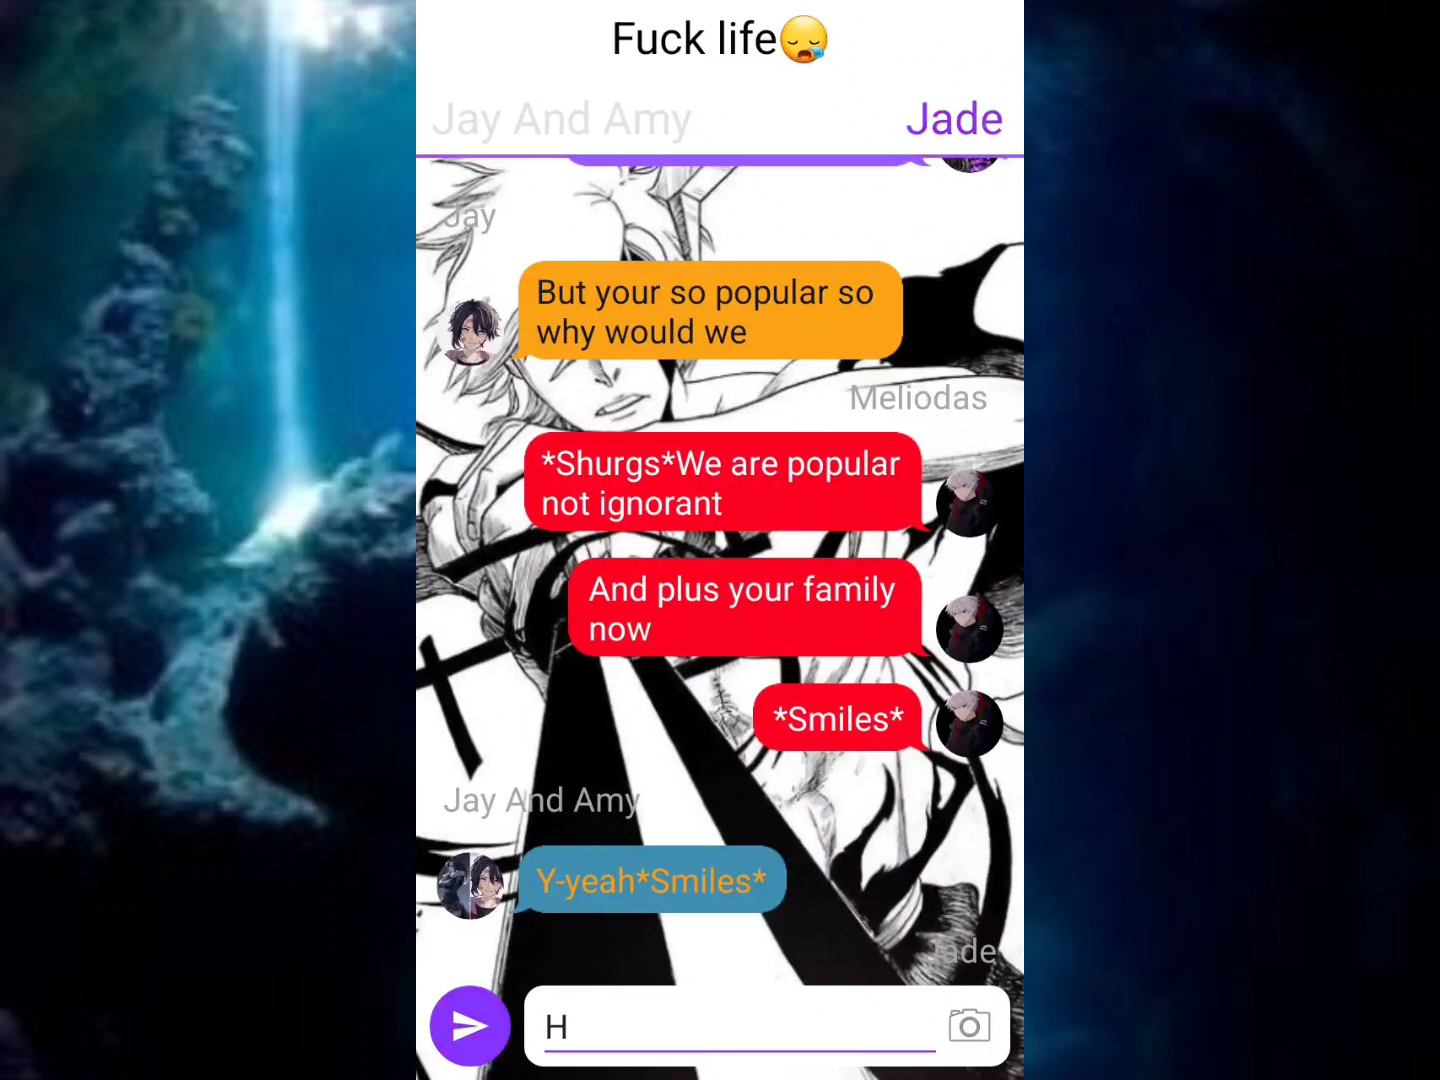 Fuck life😪
Jay And Amy
Jade
Jay
But your so popular so
why would we
Meliodas
*Shurgs*We are popular
not ignorant
And plus your family
now
*Smiles*
Jay And Amy
Y-yeah*Smiles*
Jade
H